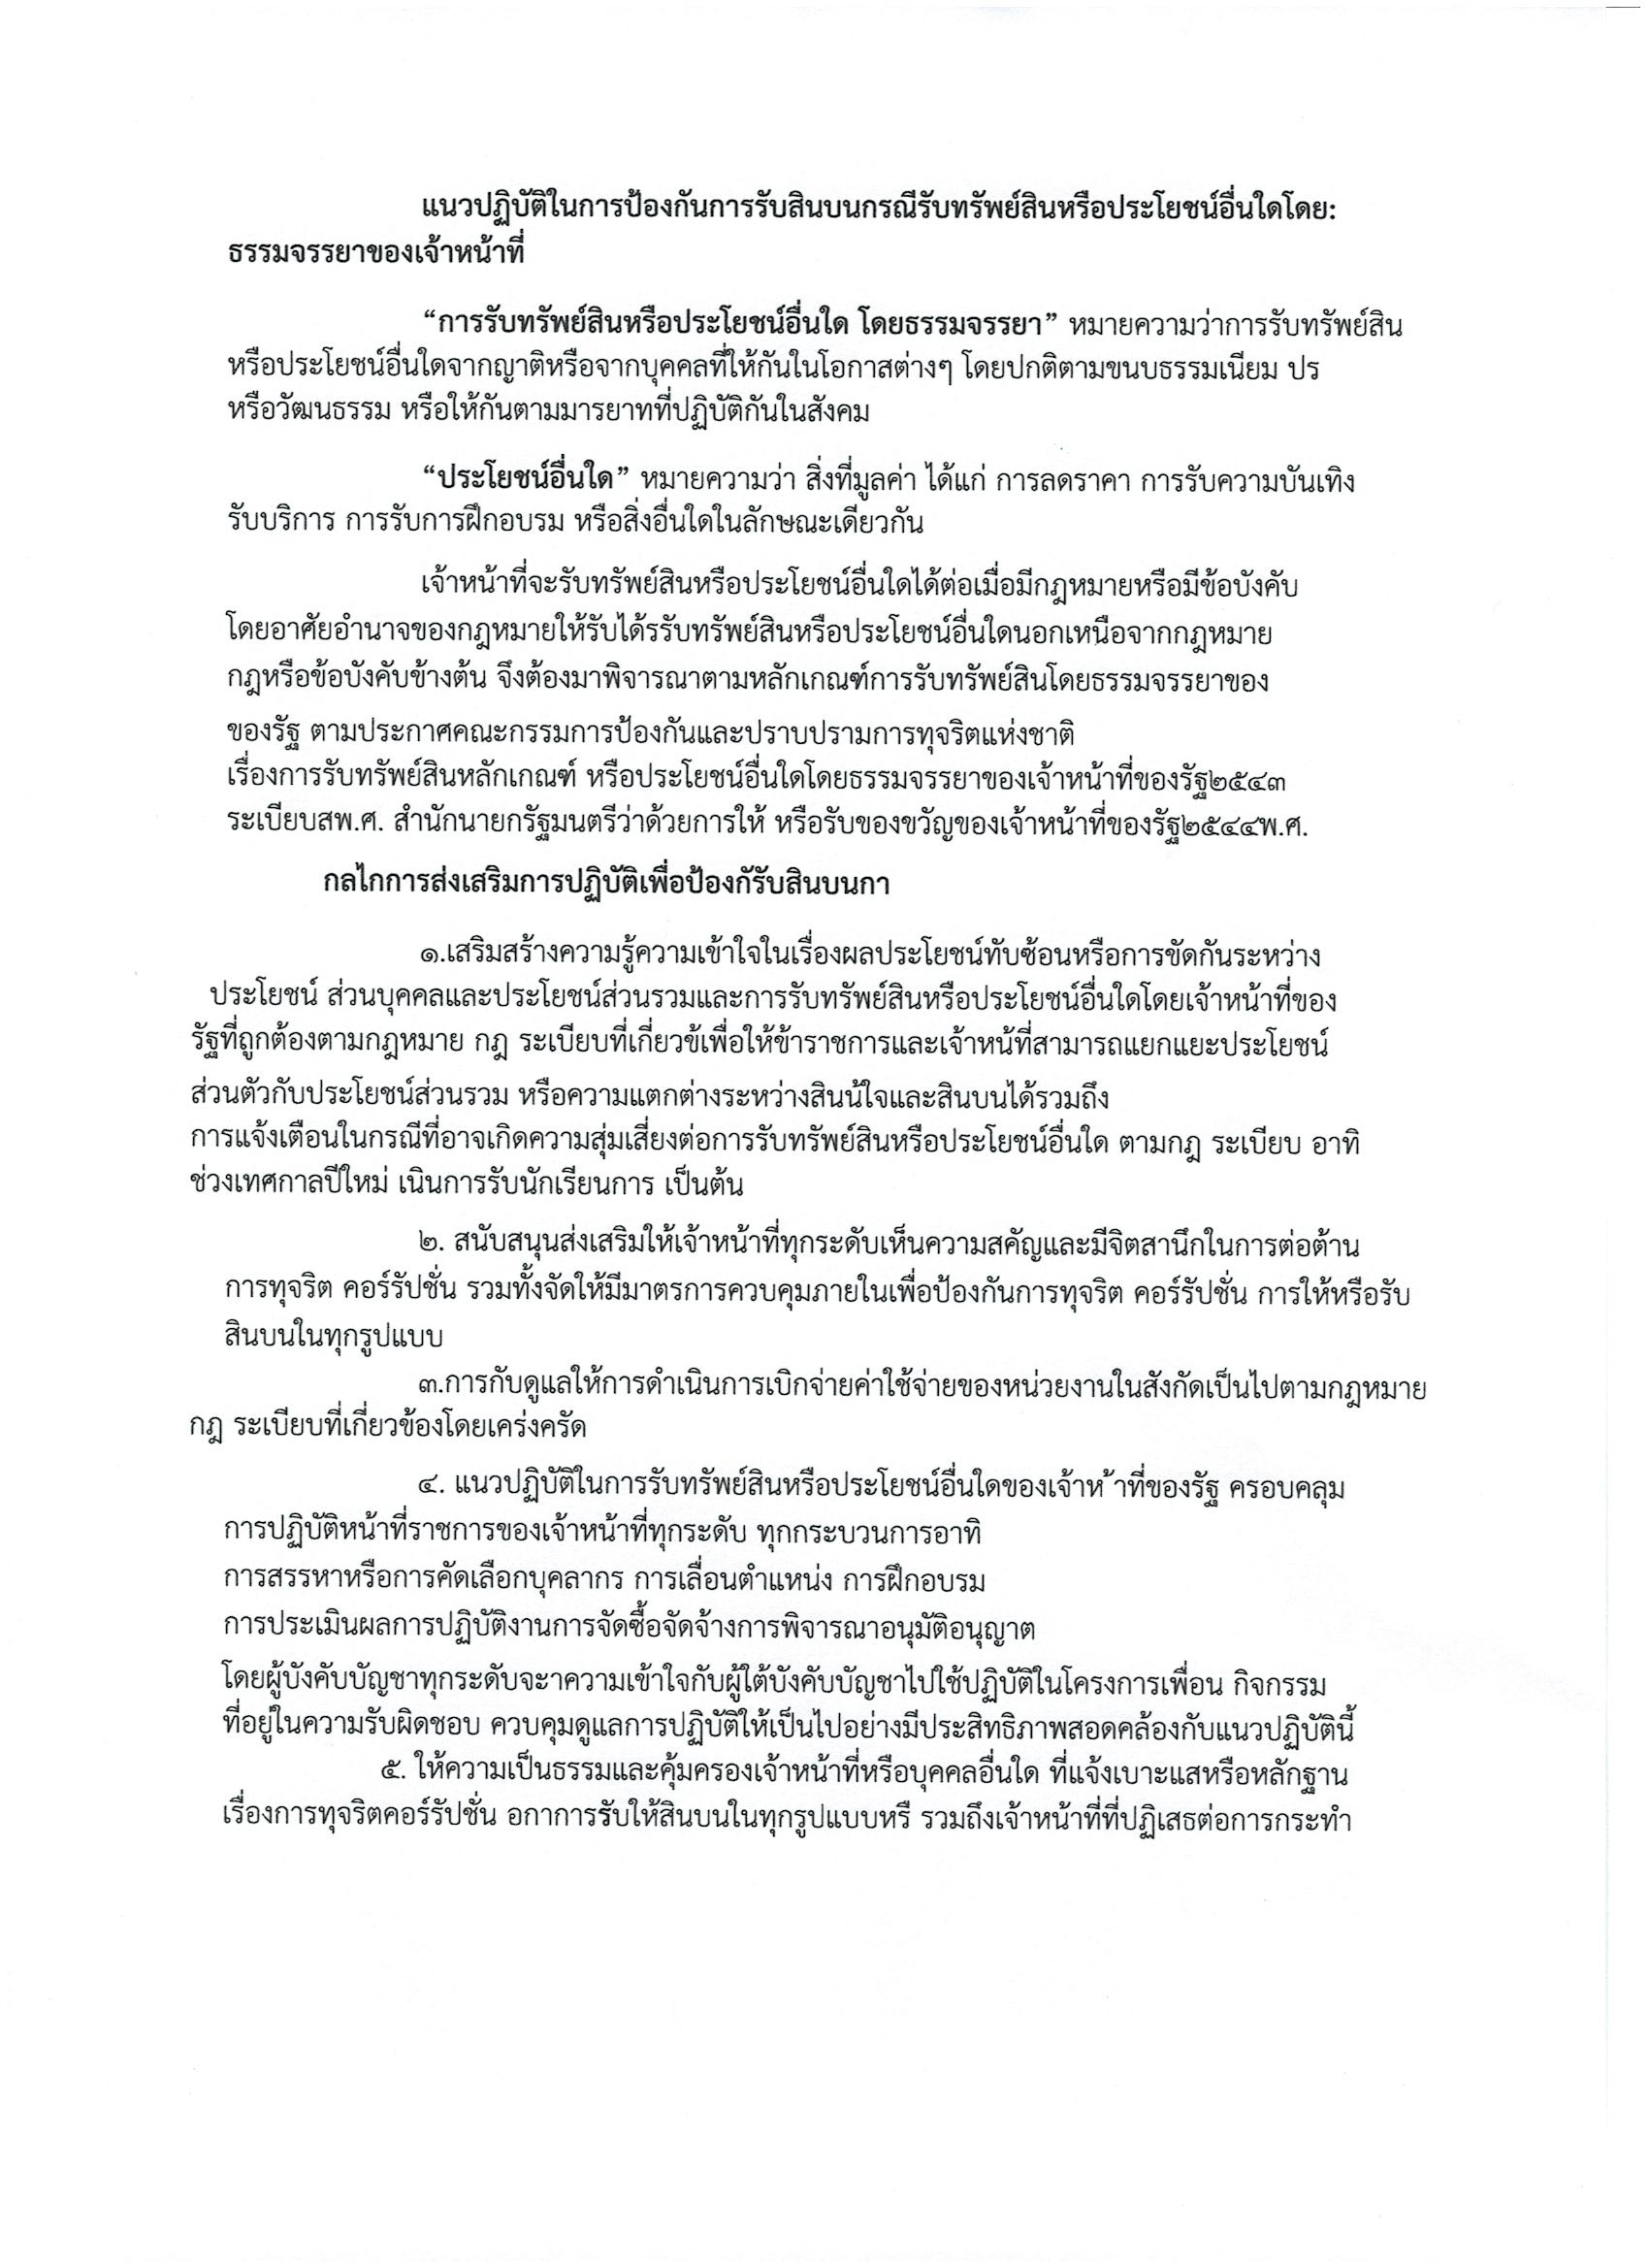 แนวปฏิบัติในการป้องกันการรับสินบนกรณีรับทรัพย์สินหรือประโยชน์อื่นใดโดย:
ธรรมจรรยาของเจ้าหน้าที่
“การรับทรัพย์สินหรือประโยชน์อื่นใด โดยธรรมจรรยา” หมายความว่าการรับทรัพย์สิน
หรือประโยชน์อื่นใดจากญาติหรือจากบุคคลที่ให้กันในโอกาสต่างๆ โดยปกติตามขนบธรรมเนียม ปร
หรือวัฒนธรรม หรือให้กันตามมารยาทที่ปฏิบัติกันในสังคม
“ประโยชน์อื่นใด” หมายความว่า สิ่งที่มูลค่า ได้แก่ การลดราคา การรับความบันเทิง
รับบริการ การรับการฝึกอบรม หรือสิ่งอื่นใดในลักษณะเดียวกัน
เจ้าหน้าที่จะรับทรัพย์สินหรือประโยชน์อื่นใดได้ต่อเมื่อมีกฎหมายหรือมีข้อบังคับ
โดยอาศัยอำนาจของกฎหมายให้รับได้รรับทรัพย์สินหรือประโยชน์อื่นใดนอกเหนือจากกฎหมาย
กฎหรือข้อบังคับข้างต้น จึงต้องมาพิจารณาตามหลักเกณฑ์การรับทรัพย์สินโดยธรรมจรรยาของ
ของรัฐ ตามประกาศคณะกรรมการป้องกันและปราบปรามการทุจริตแห่งชาติ
เรื่องการรับทรัพย์สินหลักเกณฑ์ หรือประโยชน์อื่นใดโดยธรรมจรรยาของเจ้าหน้าที่ของรัฐ๒๕๔๓
ระเบียบสพ.ศ. สำนักนายกรัฐมนตรีว่าด้วยการให้ หรือรับของขวัญของเจ้าหน้าที่ของรัฐ๒๕๔๔พ.ศ.
กลไกการส่งเสริมการปฏิบัติเพื่อป้องกัรับสินบนกา
๑.เสริมสร้างความรู้ความเข้าใจในเรื่องผลประโยชน์ทับซ้อนหรือการขัดกันระหว่าง
ประโยชน์ ส่วนบุคคลและประโยชน์ส่วนรวมและการรับทรัพย์สินหรือประโยชน์อื่นใดโดยเจ้าหน้าที่ของ
รัฐที่ถูกต้องตามกฎหมาย กฎ ระเบียบที่เกี่ยวข้เพื่อให้ข้าราชการและเจ้าหน้ที่สามารถแยกแยะประโยชน์
ส่วนตัวกับประโยชน์ส่วนรวม หรือความแตกต่างระหว่างสินน้ใจและสินบนได้รวมถึง
การแจ้งเตือนในกรณีที่อาจเกิดความสุ่มเสี่ยงต่อการรับทรัพย์สินหรือประโยชน์อื่นใด ตามกฎ ระเบียบ อาทิ
ช่วงเทศกาลปีใหม่ เนินการรับนักเรียนการ เป็นต้น
๒. สนับสนุนส่งเสริมให้เจ้าหน้าที่ทุกระดับเห็นความสคัญและมีจิตสานึกในการต่อต้าน
การทุจริต คอร์รัปชั่น รวมทั้งจัดให้มีมาตรการควบคุมภายในเพื่อป้องกันการทุจริต คอร์รัปชั่น การให้หรือรับ
สินบนในทุกรูปแบบ
๓.การกับดูแลให้การดำเนินการเบิกจ่ายค่าใช้จ่ายของหน่วยงานในสังกัดเป็นไปตามกฎหมาย
กฎ ระเบียบที่เกี่ยวข้องโดยเคร่งครัด
๔. แนวปฏิบัติในการรับทรัพย์สินหรือประโยชน์อื่นใดของเจ้าห ้าที่ของรัฐ ครอบคลุม
การปฏิบัติหน้าที่ราชการของเจ้าหน้าที่ทุกระดับ ทุกกระบวนการอาทิ
การสรรหาหรือการคัดเลือกบุคลากร การเลื่อนตำแหน่ง การฝึกอบรม
การประเมินผลการปฏิบัติงานการจัดซื้อจัดจ้างการพิจารณาอนุมัติอนุญาต
โดยผู้บังคับบัญชาทุกระดับจะาความเข้าใจกับผู้ใต้บังคับบัญชาไปใช้ปฏิบัติในโครงการเพื่อน กิจกรรม
ที่อยู่ในความรับผิดชอบ ควบคุมดูแลการปฏิบัติให้เป็นไปอย่างมีประสิทธิภาพสอดคล้องกับแนวปฏิบัตินี้
๕. ให้ความเป็นธรรมและคุ้มครองเจ้าหน้าที่หรือบุคคลอื่นใด ที่แจ้งเบาะแสหรือหลักฐาน
เรื่องการทุจริตคอร์รัปชั่น อกาการรับให้สินบนในทุกรูปแบบหรื รวมถึงเจ้าหน้าที่ที่ปฏิเสธต่อการกระทำ